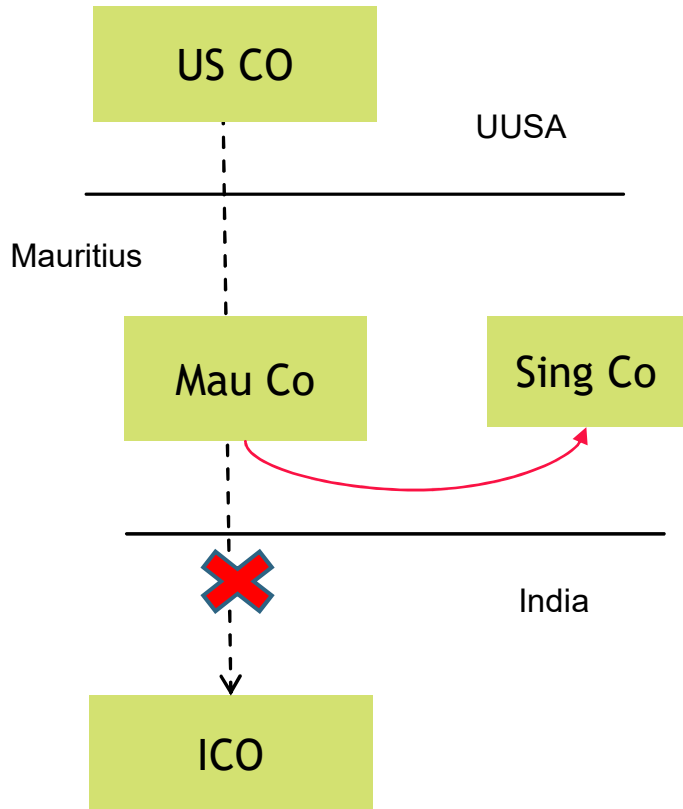 US CO
UUSA
Mauritius
Mau Co
Sing Co
India
ICO